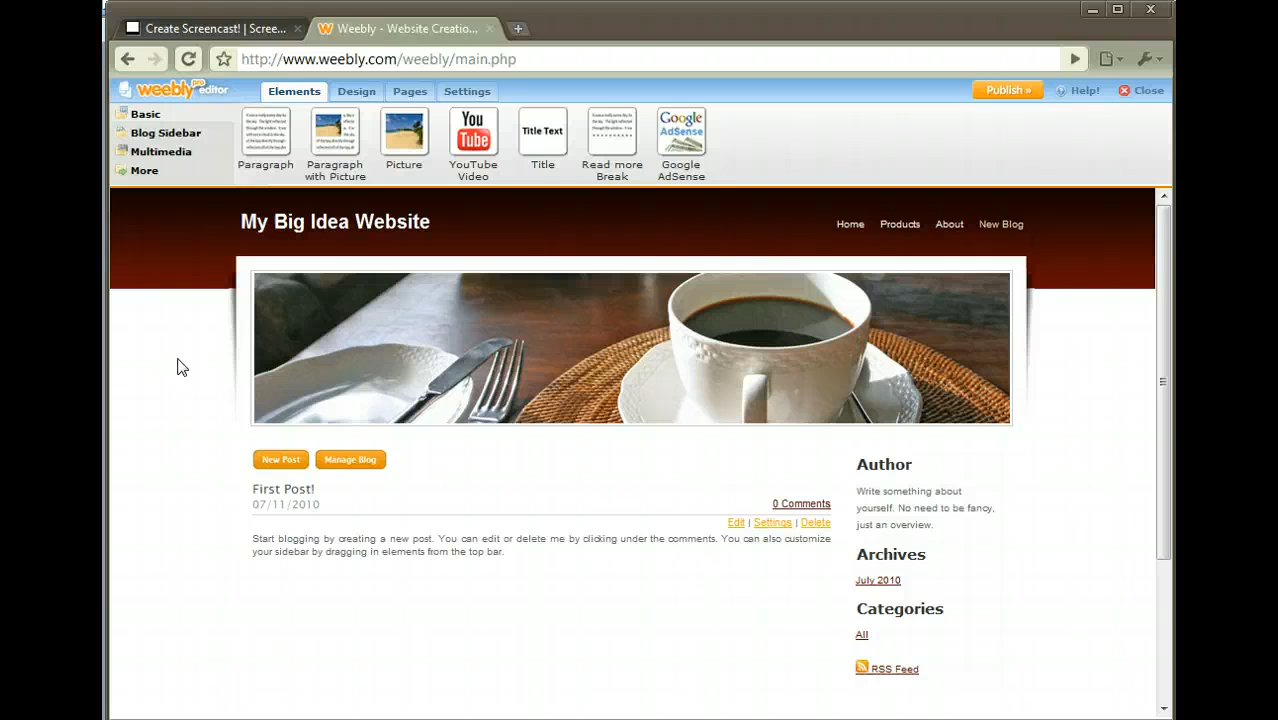 Create Screencast! | Scree...
Weebly - Website Creatio...
http://www.weebly.com/weebly/main.php
weebly pro editor
Elements
Design
Pages
Settings
Publish »
Help!
Close
Basic
Blog Sidebar
Multimedia
More
Paragraph
Paragraph
with Picture
Picture
You
Tube
YouTube
Video
Title Text
Title
Read more
Break
Google
AdSense
Google
AdSense
My Big Idea Website
Home
Products
About
New Blog
New Post
Manage Blog
First Post!
07/11/2010
0 Comments
Edit | Settings | Delete
Start blogging by creating a new post. You can edit or delete me by clicking under the comments. You can also customize
your sidebar by dragging in elements from the top bar.
Author
Write something about
yourself. No need to be fancy,
just an overview.
Archives
July 2010
Categories
All
RSS Feed